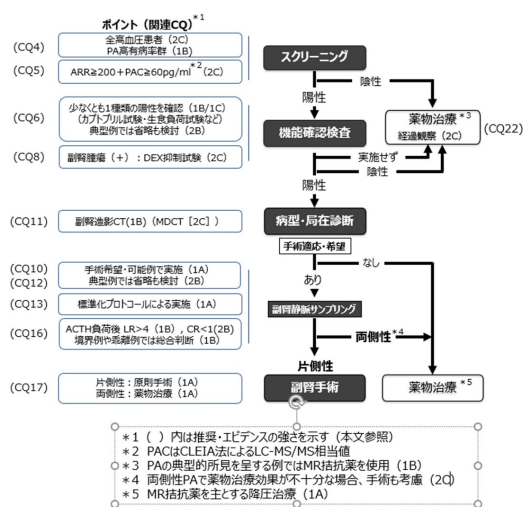 ポイント（関連CQ）*1
(CQ4)
全高血圧患者（2C）
PA高有病率群（1B）
スクリーニング
(CQ5)
ARR≧200＋PAC≧60pg/ml*2（2C）
陰性
陽性
(CQ6)
少なくとも1種類の陽性を確認（1B/1C）
（カプトプリル試験・生食負荷試験など）
典型例では省略も検討（2B）
機能確認検査
薬物治療*3
経過観察（2C）
(CQ22)
(CQ8)
副腎腫瘍（＋）：DEX抑制試験（2C）
実施せず
陰性
陽性
(CQ11)
副腎造影CT(1B)（MDCT［2C］）
病型・局在診断
手術適応・希望
(CQ10)
(CQ12)
手術希望・可能例で実施（1A）
典型例では省略も検討（2B）
なし
あり
(CQ13)
標準化プロトコールによる実施（1A）
副腎静脈サンプリング
(CQ16)
ACTH負荷後 LR>4（1B）, CR<1(2B)
境界例や乖離例では総合判断（1B）
両側性*4
片側性
(CQ17)
片側性：原則手術（1A）
両側性：薬物治療（1A）
副腎手術
薬物治療*5
＊1（ ）内は推奨・エビデンスの強さを示す（本文参照）
＊2 PACはCLEIA法によるLC-MS/MS相当値
＊3 PAの典型的所見を呈する例ではMR拮抗薬を使用（1B）
＊4 両側性PAで薬物治療効果が不十分な場合、手術も考慮（2C）
＊5 MR拮抗薬を主とする降圧治療（1A）